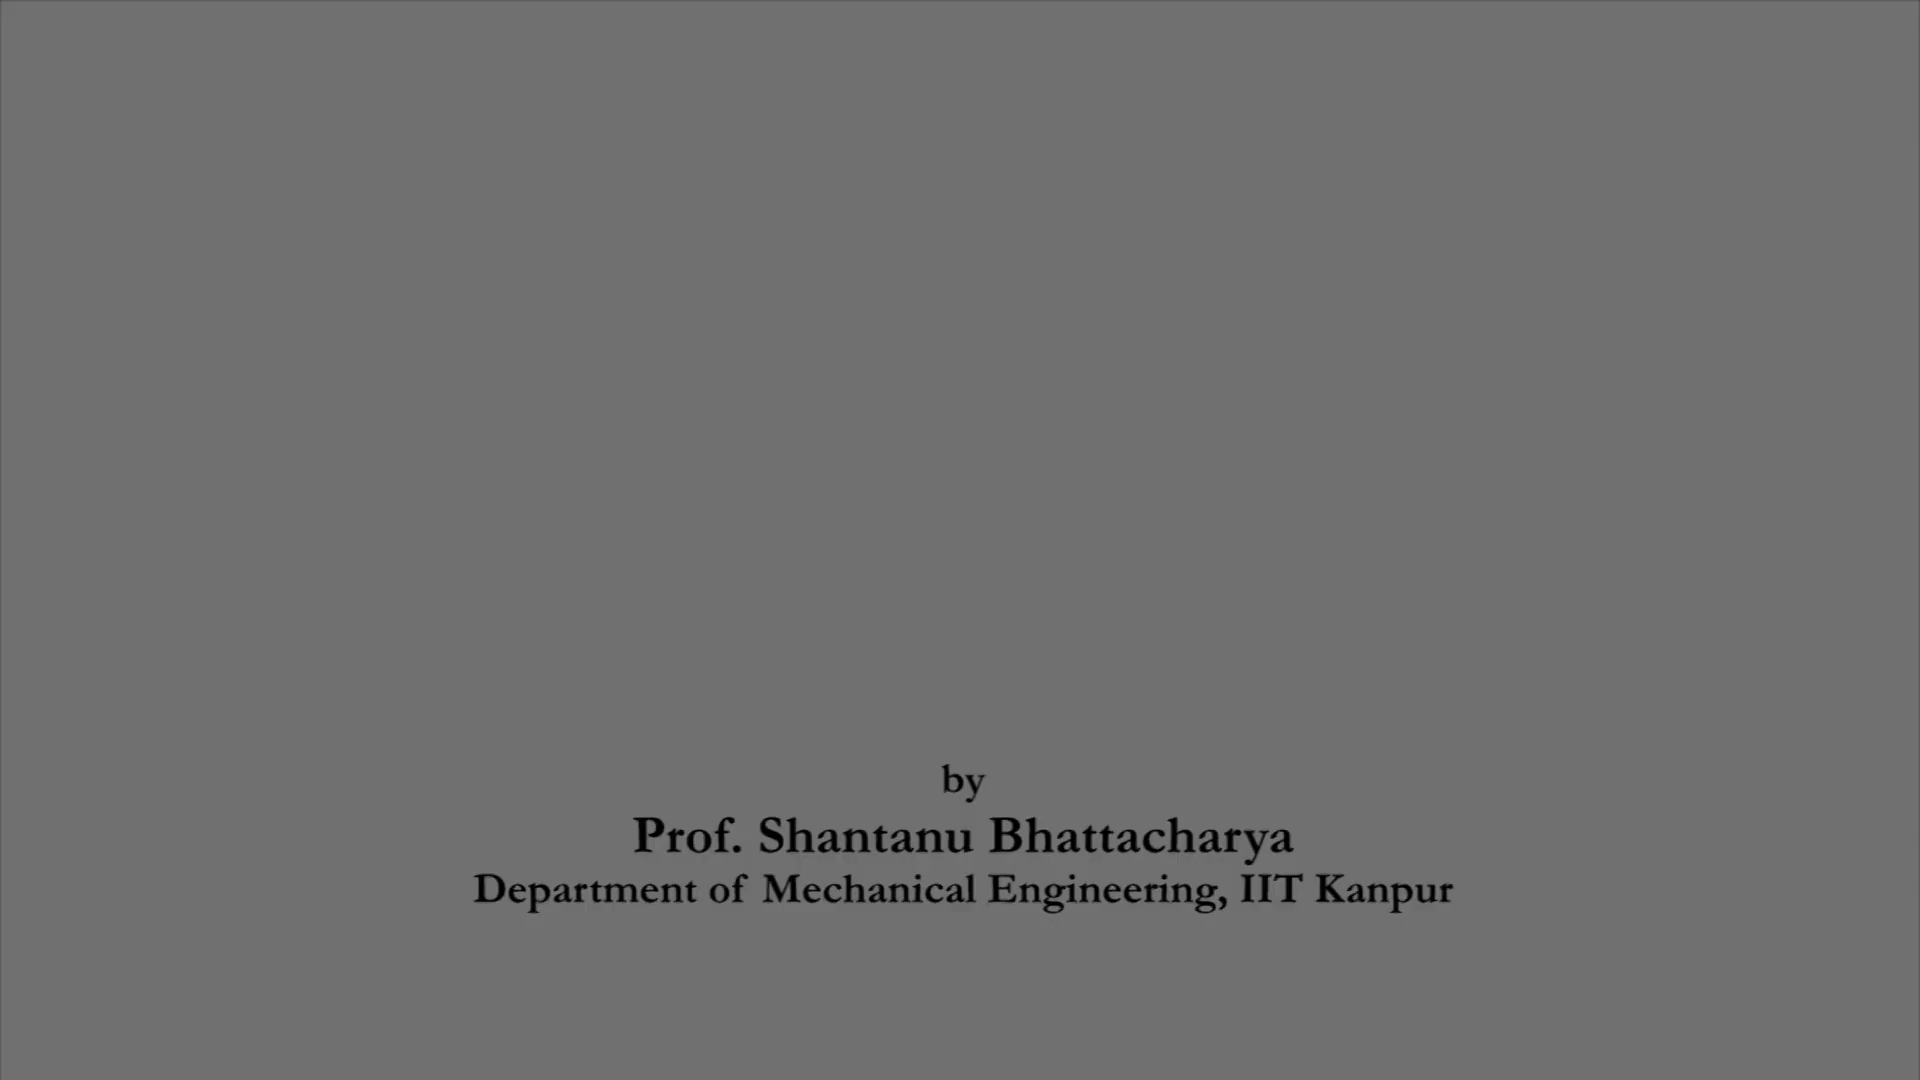 by
Prof. Shantanu Bhattacharya
Department of Mechanical Engineering, IIT Kanpur